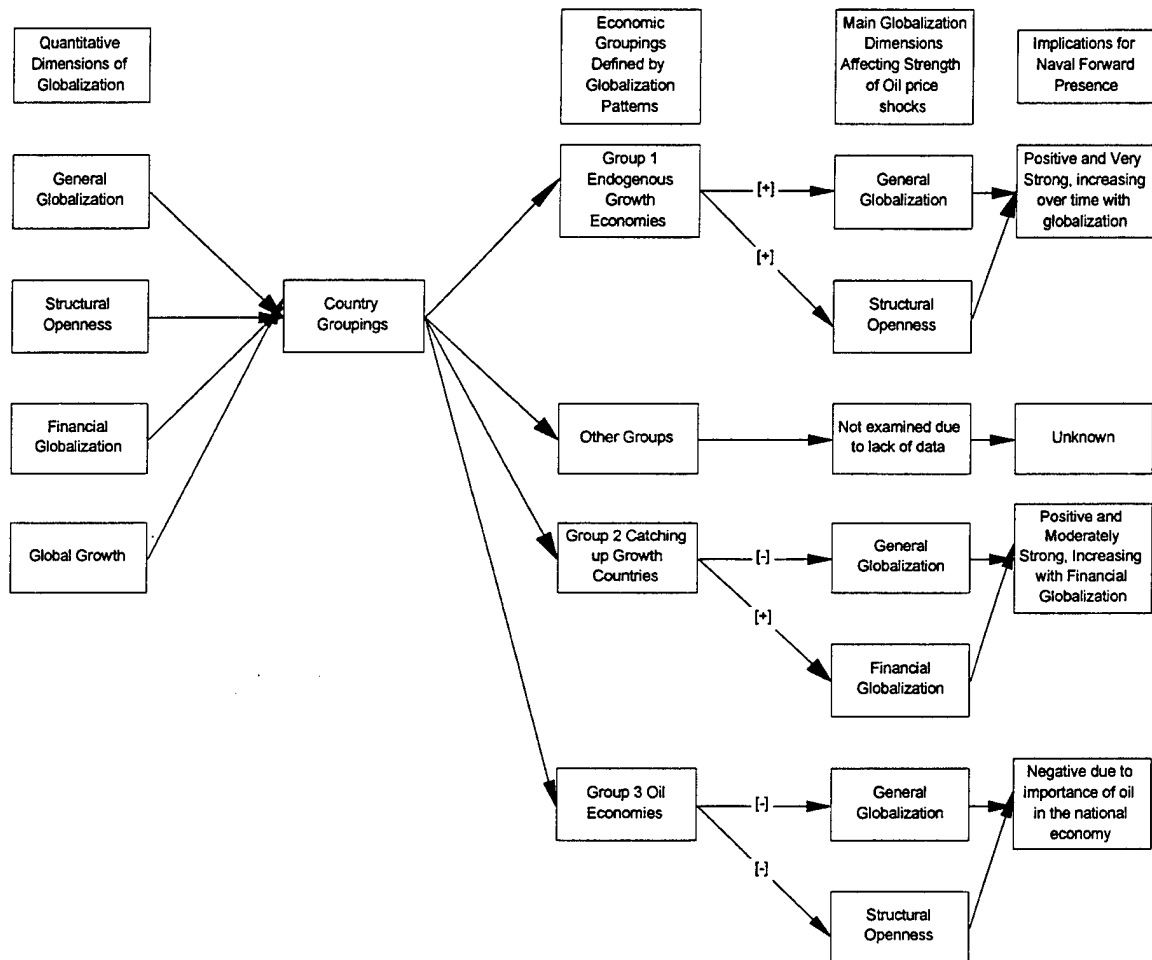 Quantitative
Dimensions of
Globalization
Economic
Groupings
Defined by
Globalization
Patterns
Main Globalization
Dimensions
Affecting Strength
of Oil price
shocks
Implications for
Naval Forward
Presence
General
Globalization
Structural
Openness
Financial
Globalization
Global Growth
Country
Groupings
Group 1
Endogenous
Growth
Economies
[+]
[+]
General
Globalization
Structural
Openness
Positive and Very
Strong, increasing
over time with
globalization
Other Groups
Not examined due
to lack of data
Unknown
Group 2 Catching
up Growth
Countries
[-]
[+]
General
Globalization
Financial
Globalization
Positive and
Moderately
Strong, Increasing
with Financial
Globalization
Group 3 Oil
Economies
[-]
[-]
General
Globalization
Structural
Openness
Negative due to
importance of oil
in the national
economy